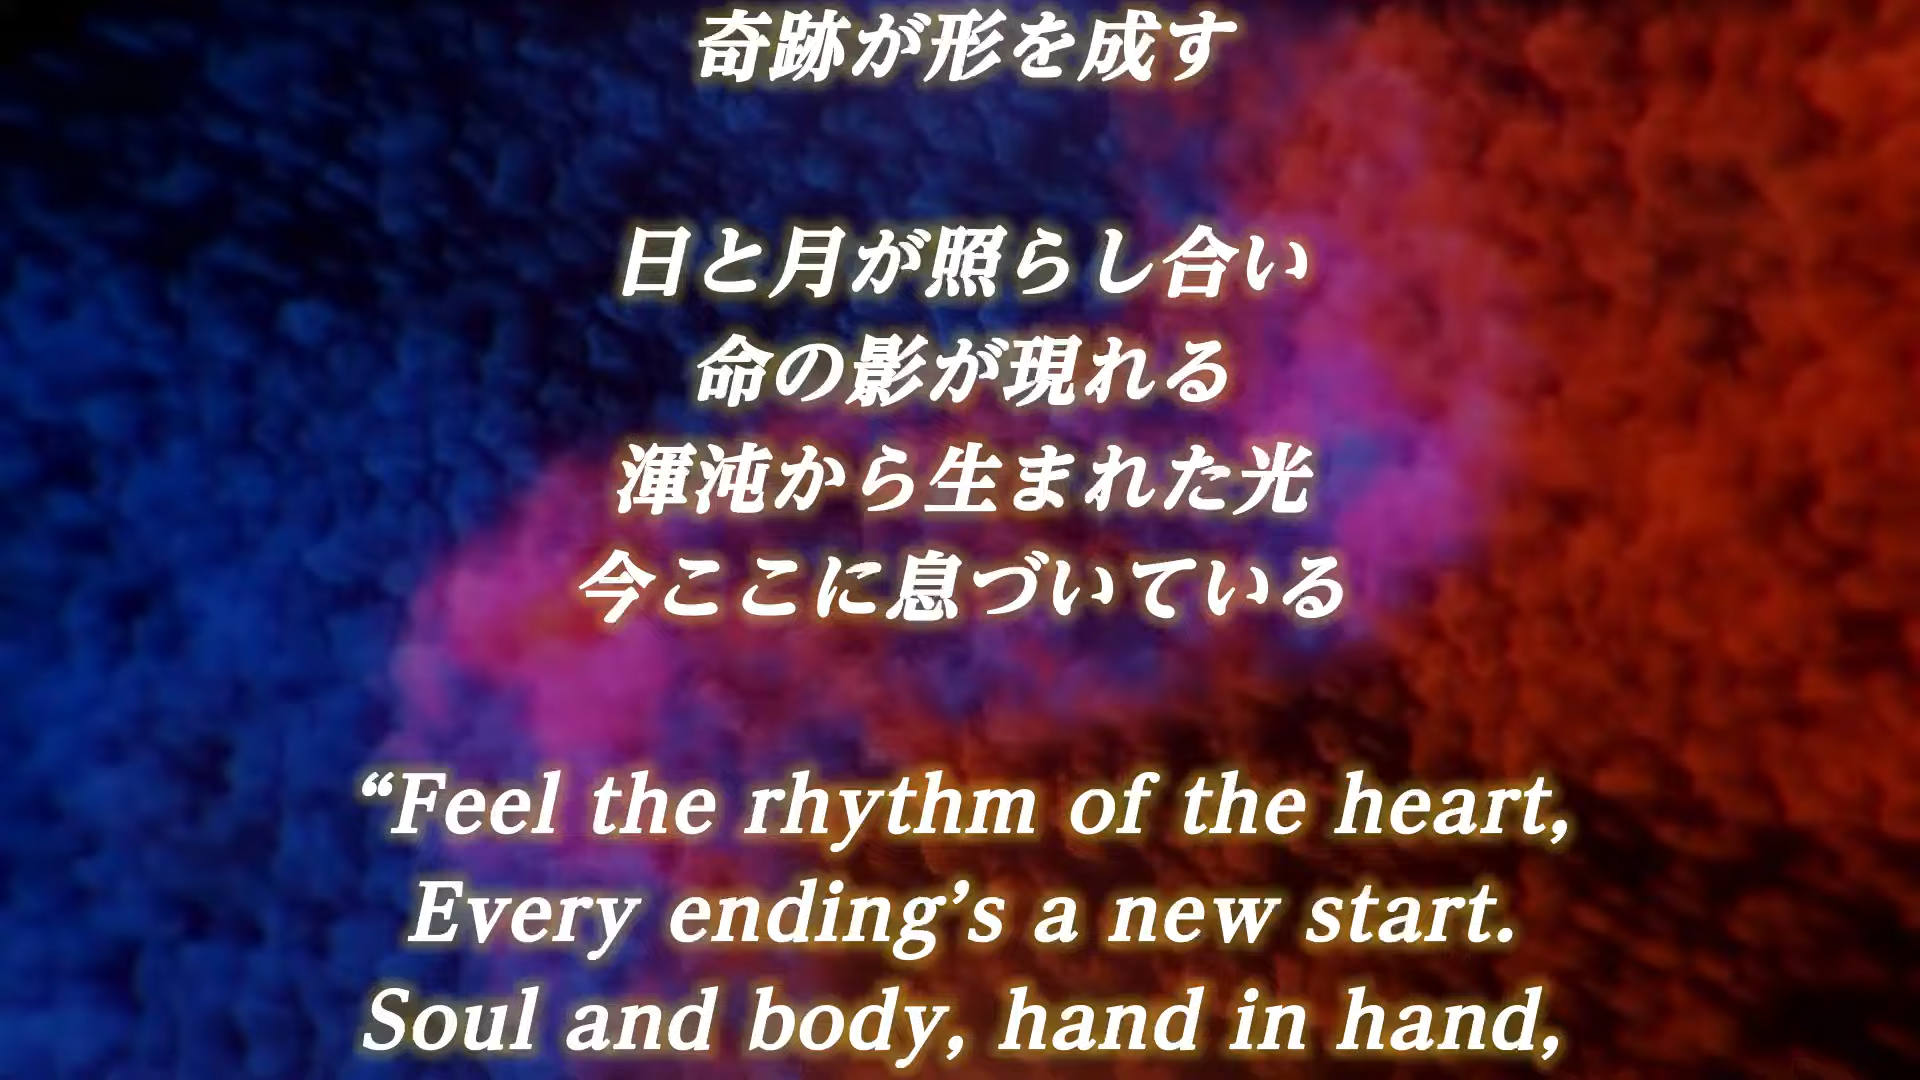 奇跡が形を成す
日と月が照らし合い
命の影が現れる
渾沌から生まれた光
今ここに息づいている
“Feel the rhythm of the heart,
Every ending’s a new start.
Soul and body, hand in hand,